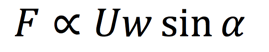 F ∝ Uw sin α